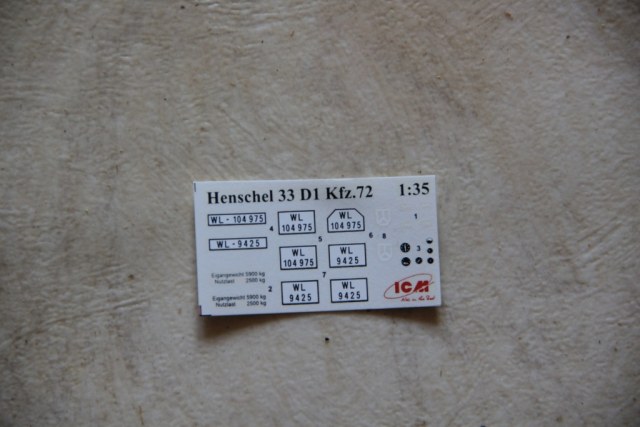 Henschel 33 D1 Kfz.72 1:35
WL-104 975
4
WL
104 975
WL
104 975
1
WL-9425
5
6
8
WL
104 975
WL
9425
3
Eigengewicht 5900 kg
Nutzlast 2500 kg
2
7
WL
9425
WL
9425
ICM
Eigengewicht 5900 kg
Nutzlast 2500 kg